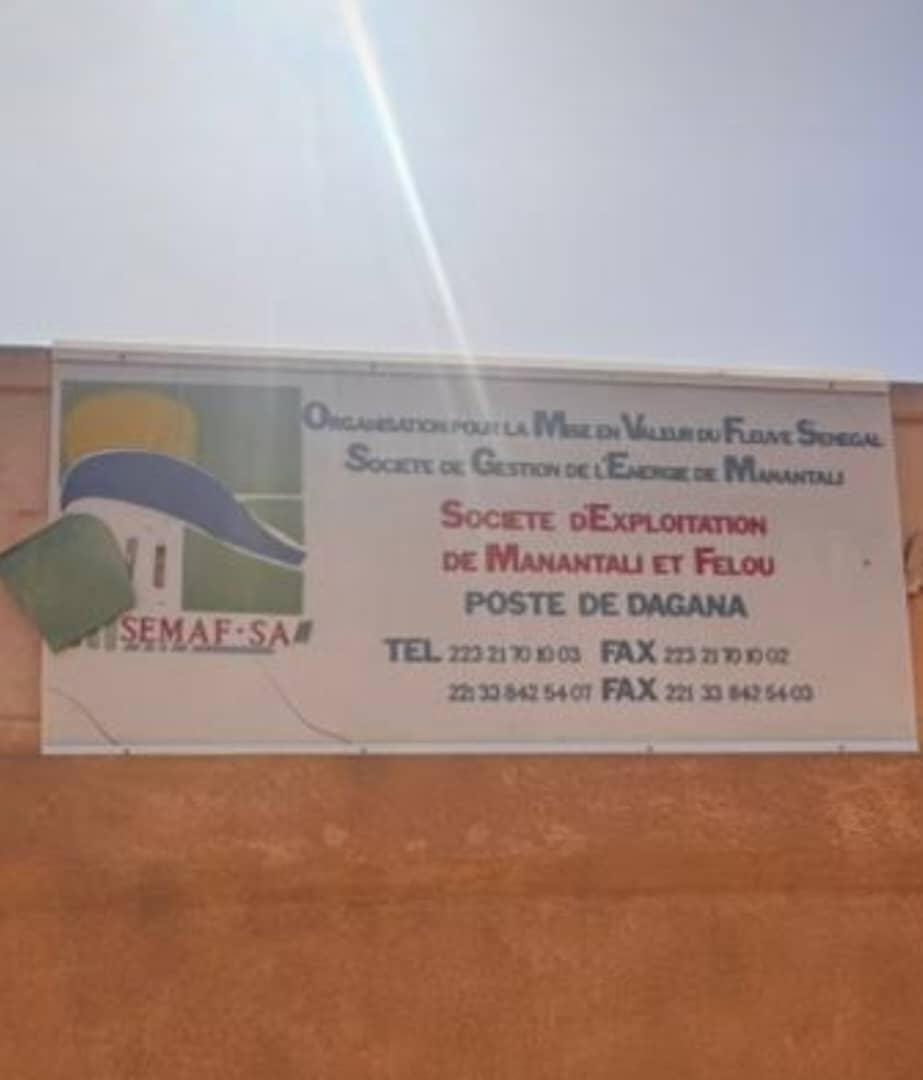 ORGANISATION POUR LA MISE EN VALEUR DU FLEUVE SENEGAL
SOCIETE DE GESTION DE L'ENERGIE DE MANANTALI
SOCIETE D'EXPLOITATION
DE MANANTALI ET FELOU
POSTE DE DAGANA
TEL 223 21 70 10 03 FAX 223 21 70 10 02
221 33 842 54 07 FAX 221 33 842 54 03
SEMAF-SA